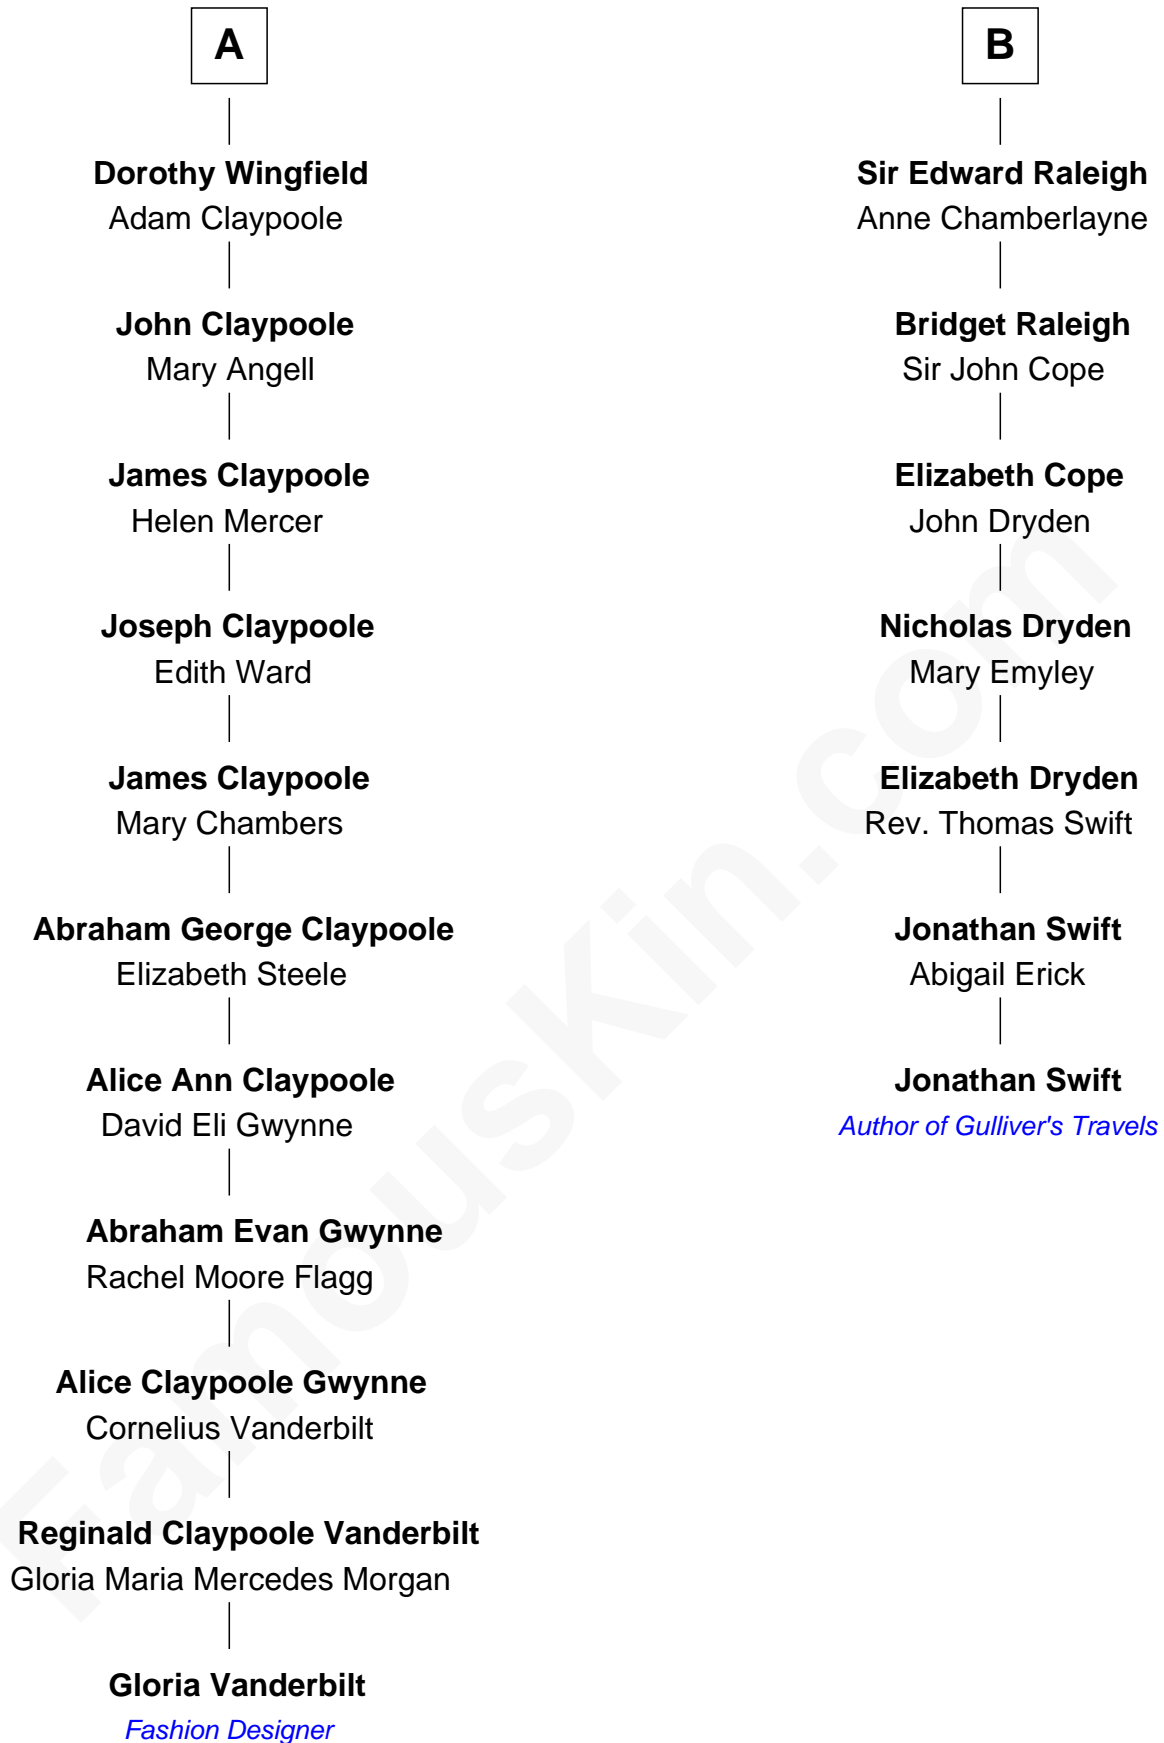 A
Dorothy Wingfield
Adam Claypoole
John Claypoole
Mary Angell
James Claypoole
Helen Mercer
Joseph Claypoole
Edith Ward
James Claypoole
Mary Chambers
Abraham George Claypoole
Elizabeth Steele
Alice Ann Claypoole
David Eli Gwynne
Abraham Evan Gwynne
Rachel Moore Flagg
Alice Claypoole Gwynne
Cornelius Vanderbilt
Reginald Claypoole Vanderbilt
Gloria Maria Mercedes Morgan
Gloria Vanderbilt
Fashion Designer
B
Sir Edward Raleigh
Anne Chamberlayne
Bridget Raleigh
Sir John Cope
Elizabeth Cope
John Dryden
Nicholas Dryden
Mary Emyley
Elizabeth Dryden
Rev. Thomas Swift
Jonathan Swift
Abigail Erick
Jonathan Swift
Author of Gulliver's Travels
FamousKin.com